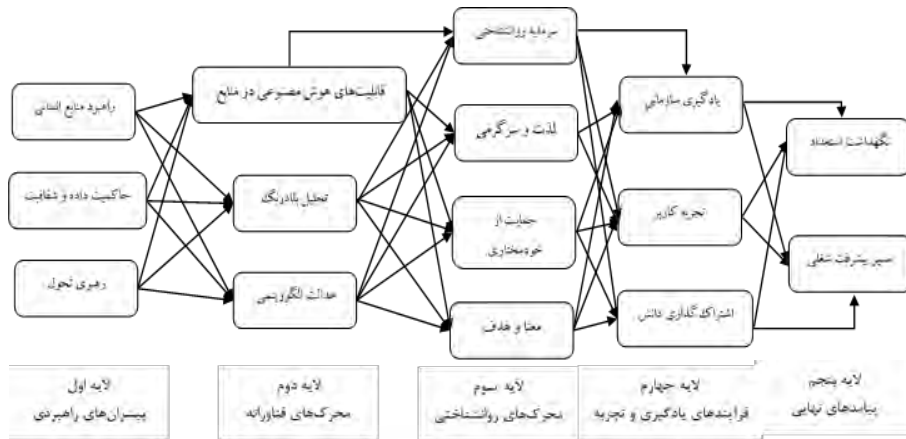 سرمایه روانشناختی
قابلیت‌های هوش مصنوعی در منابع
یادگیری سازمانی
راهبرد منابع انسانی
لذت و سرگرمی
نگهداشت استعداد
حاکمیت داده و شفافیت
تحلیل بلادرنگ
حمایت از
خودمختاری
تجربه کاربر
مسیر پیشرفت شغلی
رهبری تحول
عدالت الگوریتمی
معنا و هدف
اشتراک گذاری دانش
لایه اول
پیشران‌های راهبردی
لایه دوم
محرک‌های فناورانه
لایه سوم
محرک‌های روانشناختی
لایه چهارم
فرایندهای یادگیری و تجربه
لایه پنجم
پیامدهای نهایی